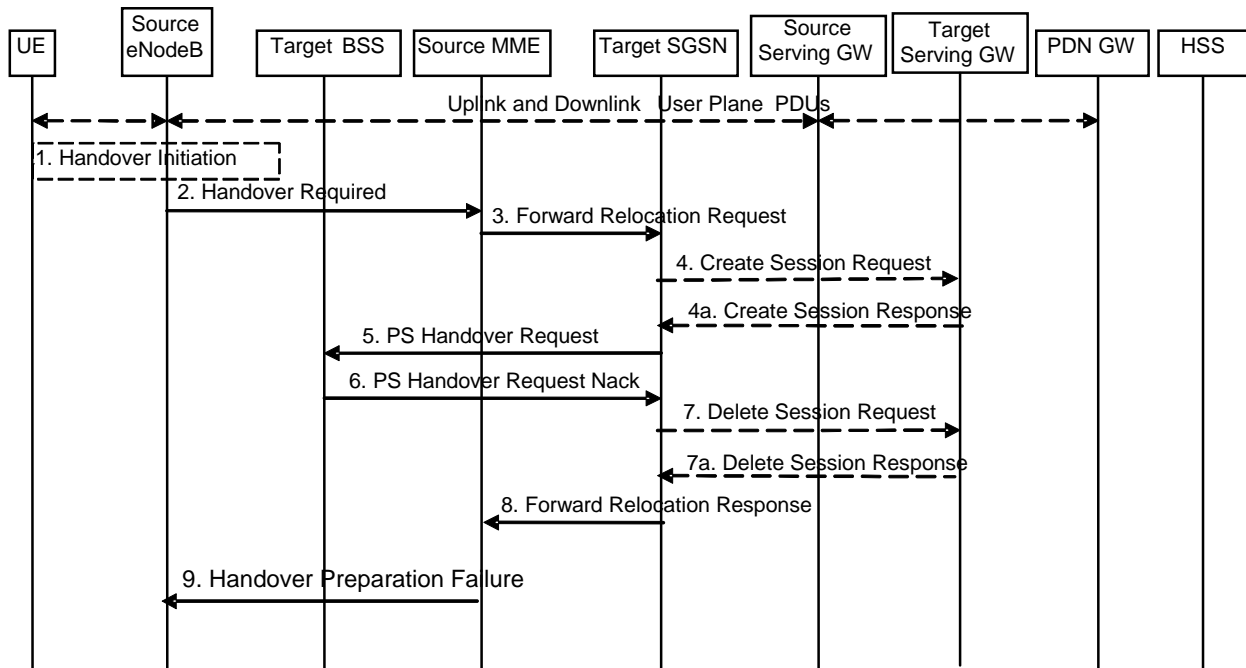 UE
Source
eNodeB
Target BSS
Source MME
Target SGSN
Source
Serving GW
Target
Serving GW
PDN GW
HSS
Uplink and Downlink User Plane PDUs
1. Handover Initiation
2. Handover Required
3. Forward Relocation Request
4. Create Session Request
4a. Create Session Response
5. PS Handover Request
6. PS Handover Request Nack
7. Delete Session Request
7a. Delete Session Response
8. Forward Relocation Response
9. Handover Preparation Failure